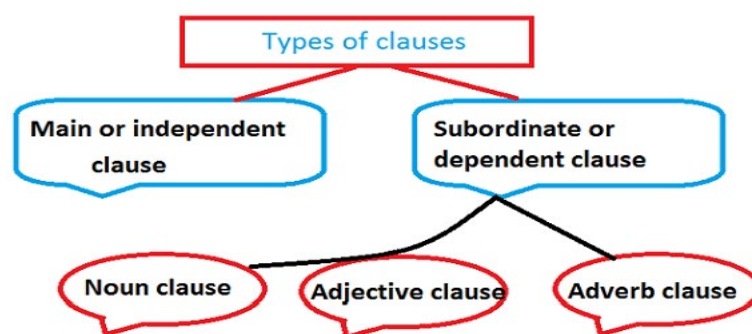 Types of clauses
Main or independent
clause
Subordinate or
dependent clause
Noun clause
Adjective clause
Adverb clause